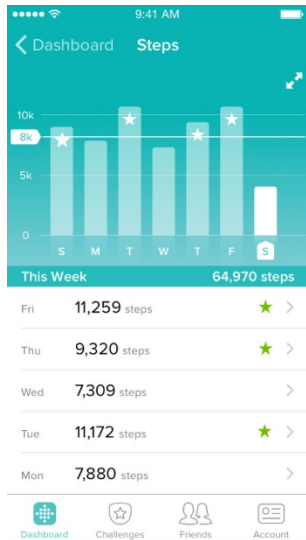 9:41 AM
Dashboard Steps
10k
8k
5k
0
S M T W T F S
This Week 64,970 steps
Fri 11,259 steps
Thu 9,320 steps
Wed 7,309 steps
Tue 11,172 steps
Mon 7,880 steps
Dashboard Challenges Friends Account